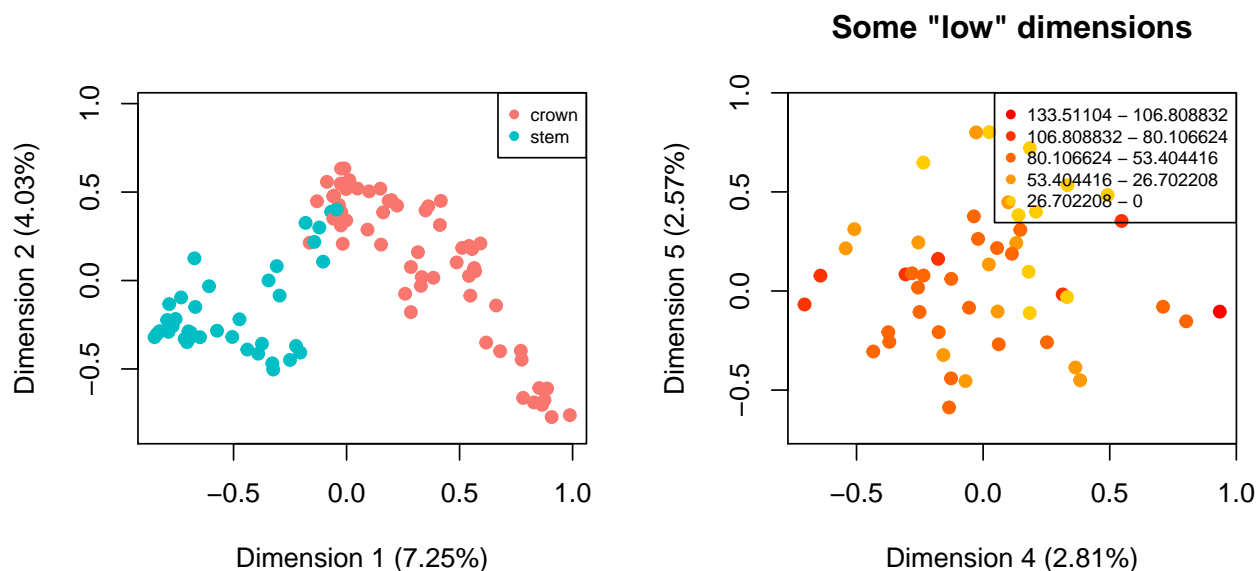 Some "low" dimensions
Dimension 2 (4.03%)
1.0
0.5
0.0
−0.5
crown
stem
−0.5
0.0
0.5
1.0
Dimension 1 (7.25%)
Dimension 5 (2.57%)
1.0
0.5
0.0
−0.5
133.51104 − 106.808832
106.808832 − 80.106624
80.106624 − 53.404416
53.404416 − 26.702208
26.702208 − 0
−0.5
0.0
0.5
1.0
Dimension 4 (2.81%)